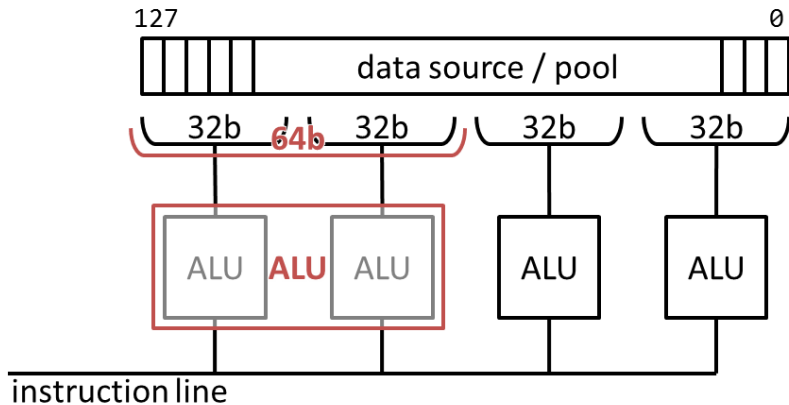 127 0
data source / pool
32b 32b 32b 32b
64b
ALU ALU ALU ALU ALU
instruction line